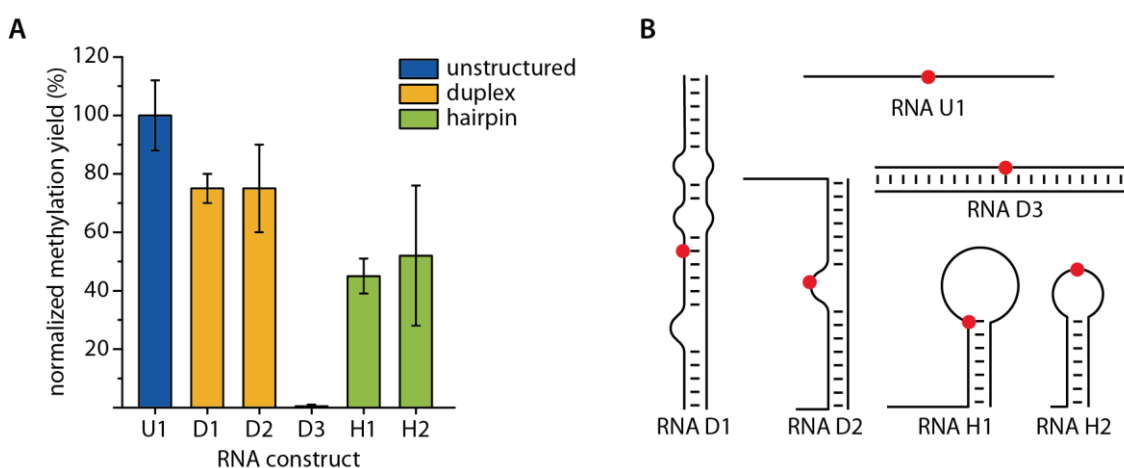 A
normalized methylation yield (%)
120
100
80
60
40
20
unstructured
duplex
hairpin
U1 D1 D2 D3 H1 H2
RNA construct
B
RNA U1
RNA D3
RNA D1
RNA D2
RNA H1
RNA H2